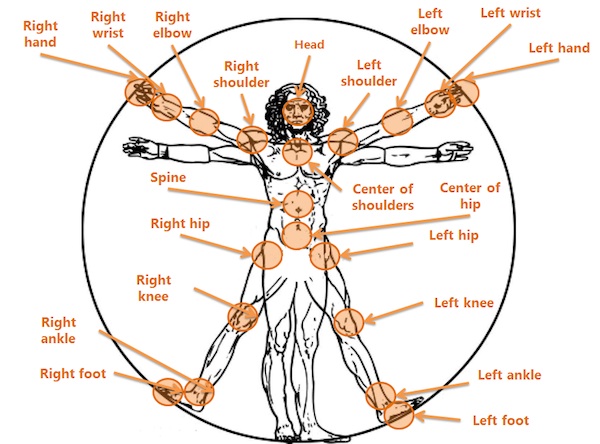 Right
hand
Right
wrist
Right
elbow
Right
shoulder
Head
Left
shoulder
Left
elbow
Left wrist
Left hand
Spine
Center of
shoulders
Center of
hip
Right hip
Left hip
Right
knee
Left knee
Right
ankle
Right foot
Left ankle
Left foot